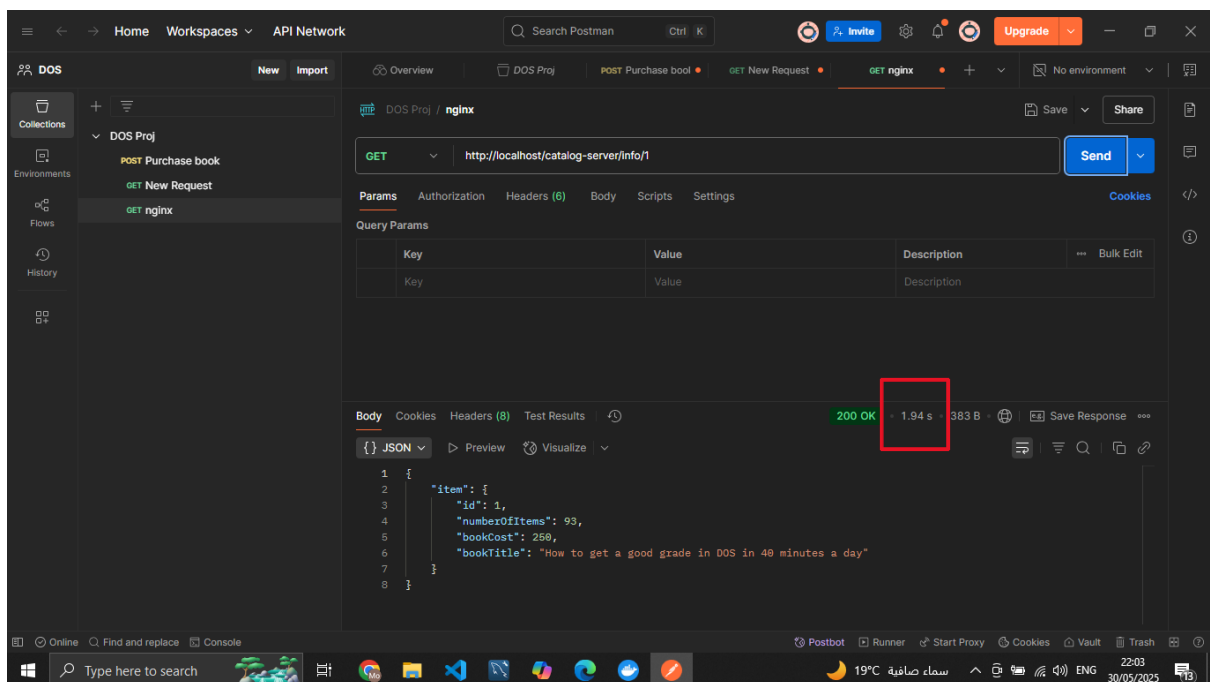 Home Workspaces API Network Search Postman Ctrl K Invite Upgrade
DOS New Import Overview DOS Proj POST Purchase bool GET New Request GET nginx No environment
Collections
DOS Proj
POST Purchase book
GET New Request
GET nginx
Environments
Flows
History
HTTP DOS Proj / nginx Save Share
GET http://localhost/catalog-server/info/1 Send
Params Authorization Headers (6) Body Scripts Settings Cookies
Query Params
Key Value Description Bulk Edit
Key Value Description
Body Cookies Headers (8) Test Results 200 OK 1.94 s 383 B e.g. Save Response
{} JSON Preview Visualize
1 {
2 "item": {
3 "id": 1,
4 "numberOfItems": 93,
5 "bookCost": 250,
6 "bookTitle": "How to get a good grade in DOS in 40 minutes a day"
7 }
8 }
Online Find and replace Console Postbot Runner Start Proxy Cookies Vault Trash
Type here to search 19°C سماء صافية ENG 22:03
30/05/2025 13